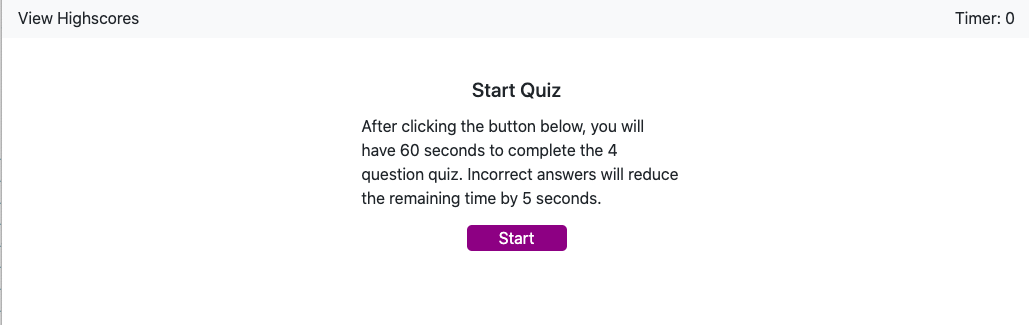 View Highscores
Timer: 0
Start Quiz
After clicking the button below, you will
have 60 seconds to complete the 4
question quiz. Incorrect answers will reduce
the remaining time by 5 seconds.
Start